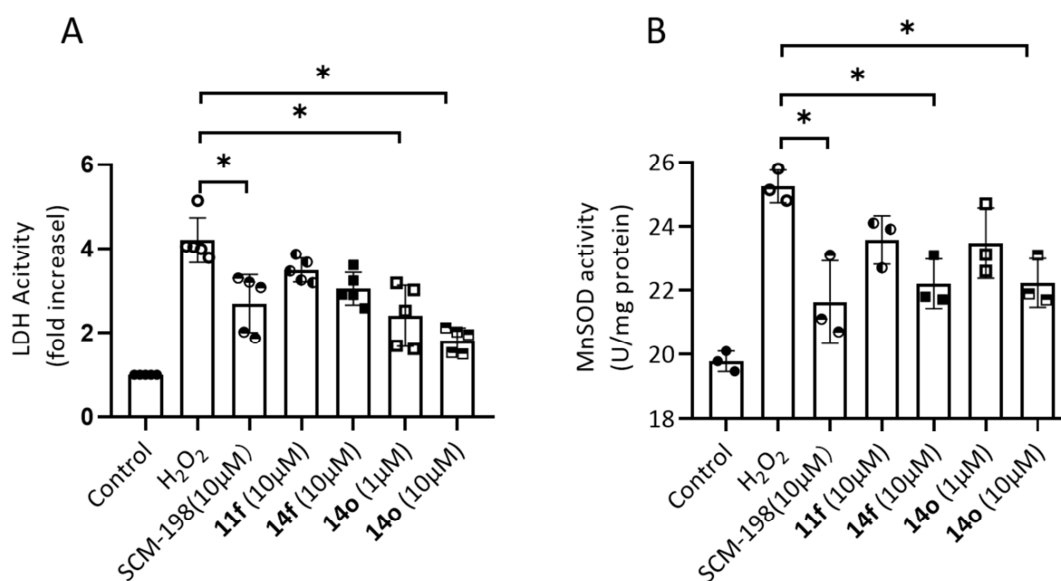 A
*
*
*
LDH Acitvity
(fold increasel)
6
4
2
0
Control
H₂O₂
SCM-198(10μM)
11f (10μM)
14f (10μM)
14o (1μM)
14o (10μM)
B
*
*
*
MnSOD activity
(U/mg protein)
26
24
22
20
18
Control
H₂O₂
SCM-198(10μM)
11f (10μM)
14f (10μM)
14o (1μM)
14o (10μM)